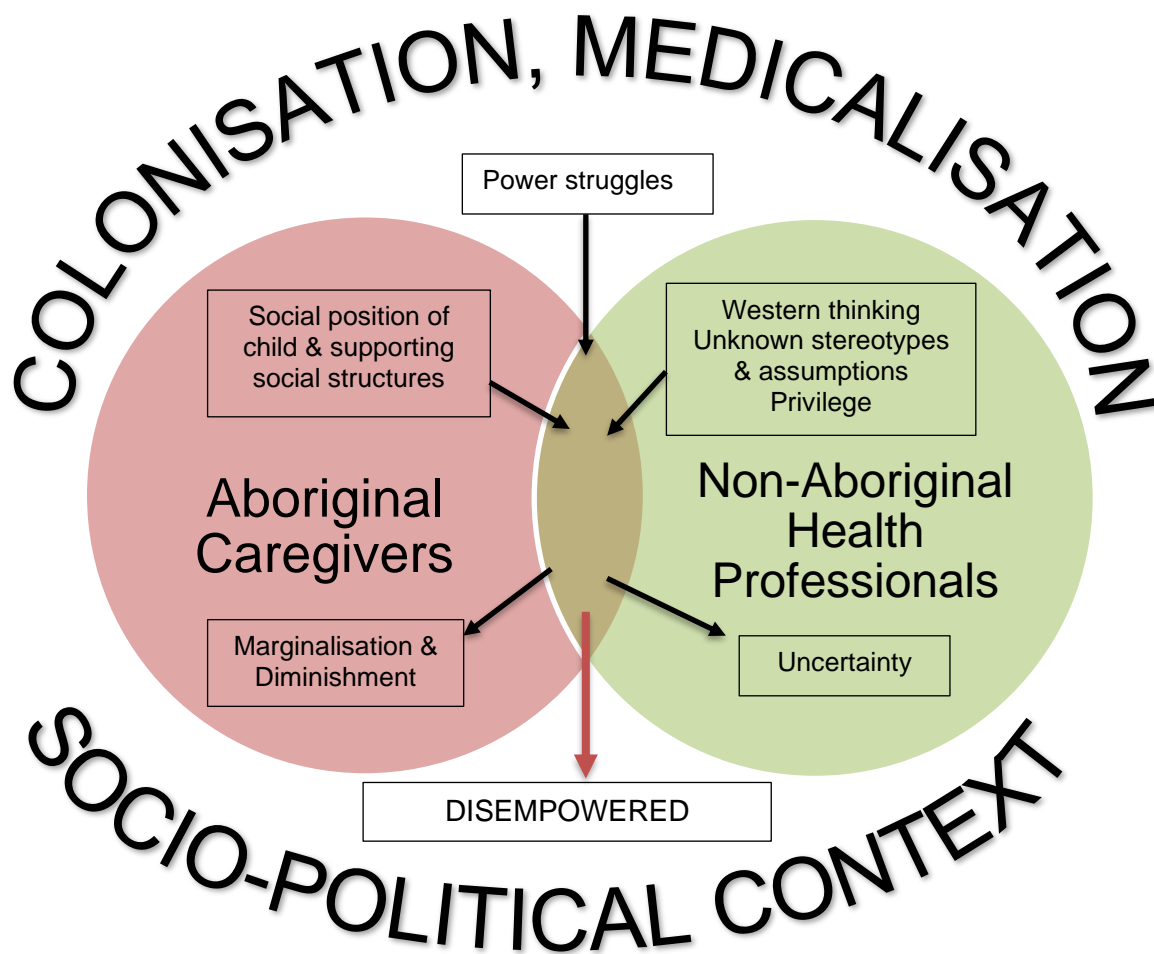 COLONISATION, MEDICALISATION
Power struggles
Social position of
child & supporting
social structures
Western thinking
Unknown stereotypes
& assumptions
Privilege
Aboriginal
Caregivers
Non-Aboriginal
Health
Professionals
Marginalisation &
Diminishment
Uncertainty
DISEMPOWERED
SOCIO-POLITICAL CONTEXT